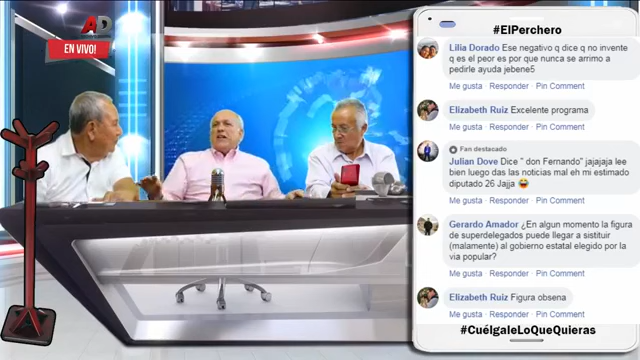 AD
EN VIVO!
#ElPerchero
Lilia Dorado Ese negativo q dice q no invente
q es el peor es por que nunca se arrimo a
pedirle ayuda jebene5
Me gusta · Responder · Pin Comment
Elizabeth Ruiz Excelente programa
Me gusta · Responder · Pin Comment
Fan destacado
Julian Dove Dice " don Fernando" jajajaja lee
bien luego das las noticias mal eh mi estimado
diputado 26 Jajja 😂
Me gusta · Responder · Pin Comment
Gerardo Amador ¿En algun momento la figura
de superdelegados puede llegar a sistituir
(malamente) al gobierno estatal elegido por la
via popular?
Me gusta · Responder · Pin Comment
Elizabeth Ruiz Figura obsena
Me gusta · Responder · Pin Comment
#CuélgaleLoQueQuieras